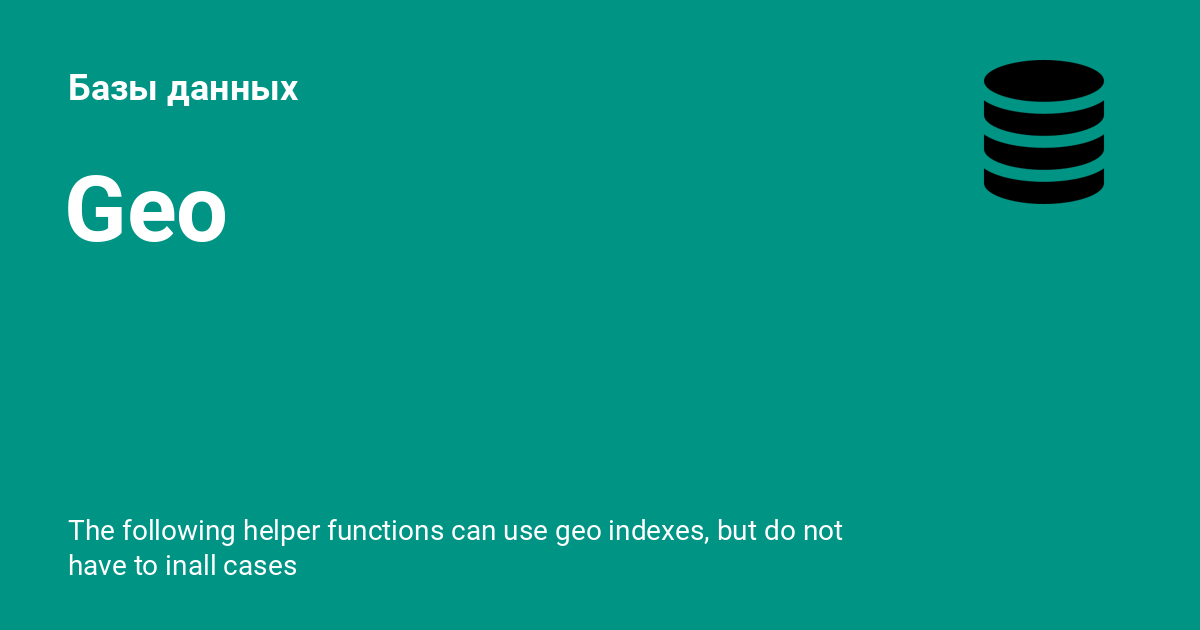 Базы данных
Geo
The following helper functions can use geo indexes, but do not
have to inall cases